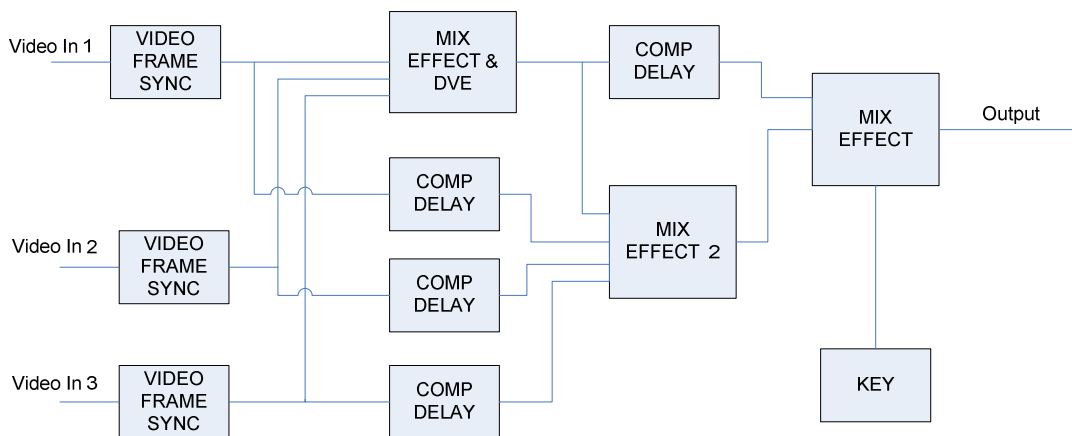 Video In 1
VIDEO
FRAME
SYNC
MIX
EFFECT &
DVE
COMP
DELAY
MIX
EFFECT
Output
COMP
DELAY
Video In 2
VIDEO
FRAME
SYNC
COMP
DELAY
MIX
EFFECT 2
Video In 3
VIDEO
FRAME
SYNC
COMP
DELAY
KEY